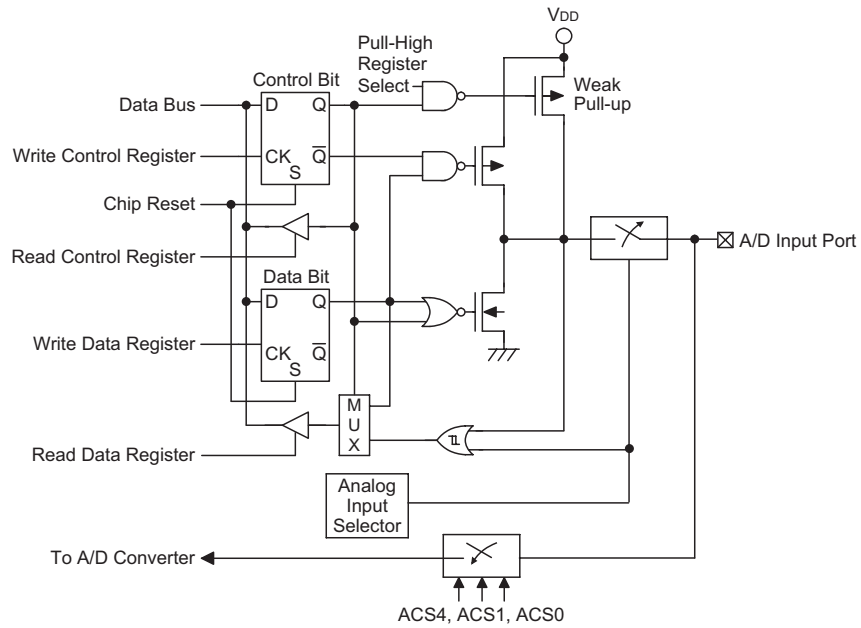 VDD
Pull-High
Register
Select
Control Bit
Weak
Pull-up
Data Bus
D
Q
Write Control Register
CK
Q̅
S
Chip Reset
Read Control Register
A/D Input Port
Data Bit
D
Q
Write Data Register
CK
Q̅
S
M
U
X
Read Data Register
Analog
Input
Selector
To A/D Converter
ACS4, ACS1, ACS0